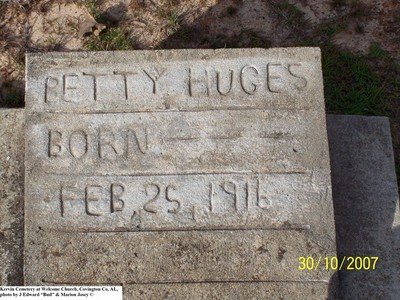 PETTY HUGES
BORN - - -
FEB, 25, 1916
30/10/2007
Kervin Cemetery at Welcome Church, Covington Co, AL,
photo by J Edward "Bud" & Marion Josey ©